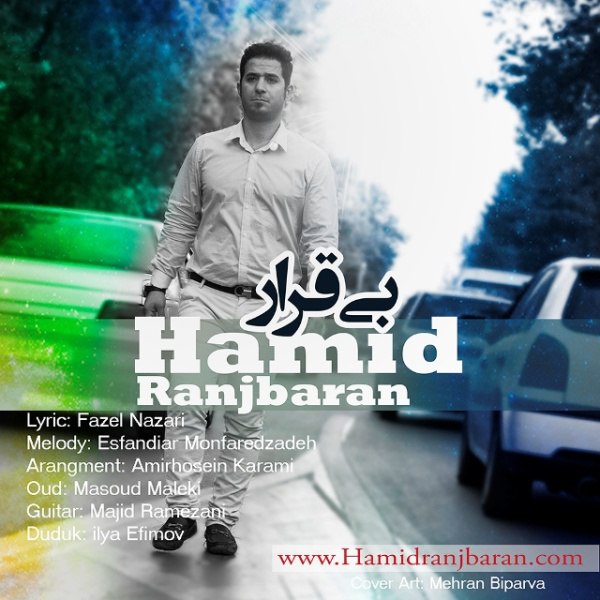 بی‌قرار
Hamid
Ranjbaran
Lyric: Fazel Nazari
Melody: Esfandiar Monfaredzadeh
Arangment: Amirhosein Karami
Oud: Masoud Maleki
Guitar: Majid Ramezani
Duduk: ilya Efimov
www.Hamidranjbaran.com
Cover Art: Mehran Biparva